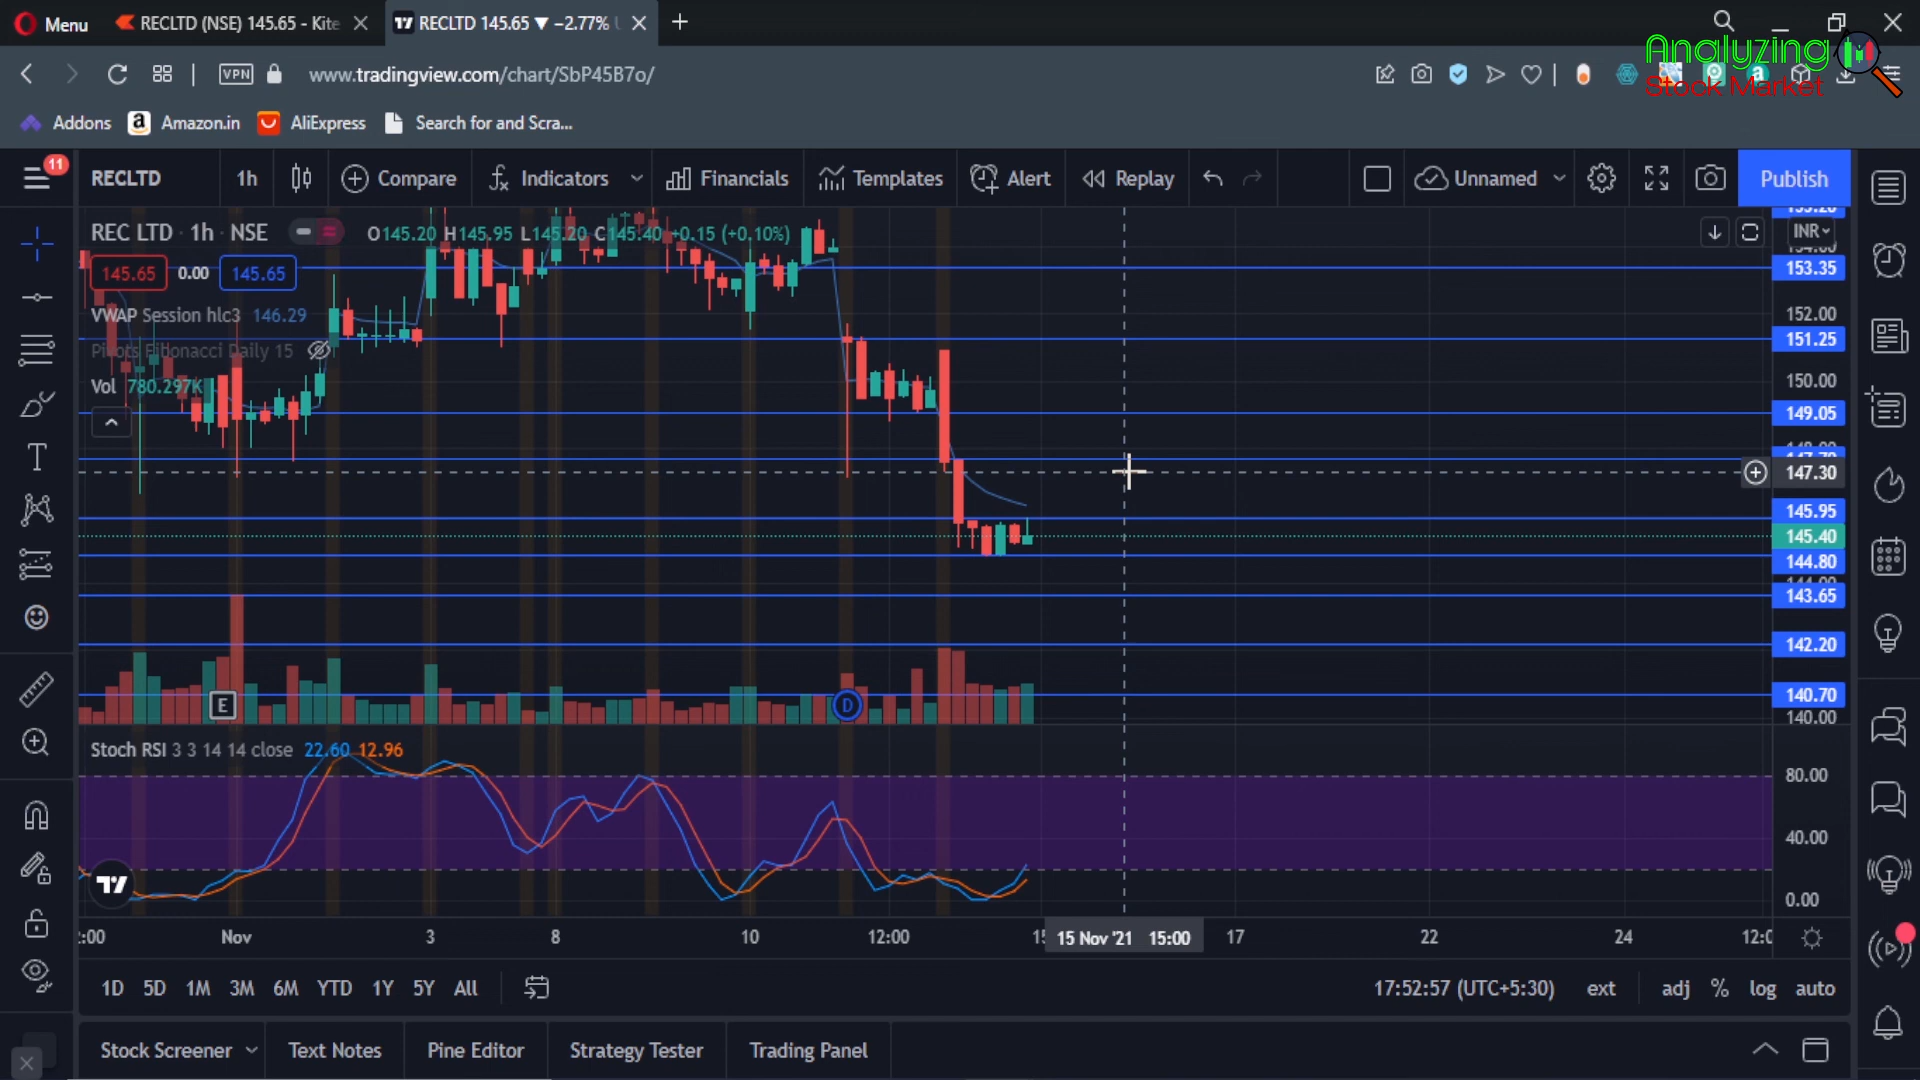 Menu
RECLTD (NSE) 145.65 - Kite
RECLTD 145.65 ▼ −2.77%
Analyzing
Stock Market
VPN
www.tradingview.com/chart/SbP45B7o/
Addons
Amazon.in
AliExpress
Search for and Scra...
11
RECLTD
1h
Compare
Indicators
Financials
Templates
Alert
Replay
Unnamed
Publish
REC LTD · 1h · NSE
O145.20 H145.95 L145.20 C145.40 +0.15 (+0.10%)
INR
145.65 0.00 145.65
VWAP Session hlc3 146.29
Pivots Fibonacci Daily 15
Vol 780.297K
153.35
152.00
151.25
150.00
149.05
147.30
145.95
145.40
144.80
143.65
142.20
140.70
140.00
E
D
Stoch RSI 3 3 14 14 close 22.60 12.96
80.00
40.00
0.00
:00
Nov
3
8
10
12:00
15 Nov '21 15:00
17
22
24
1D 5D 1M 3M 6M YTD 1Y 5Y All
17:52:57 (UTC+5:30)
ext
adj
%
log
auto
Stock Screener
Text Notes
Pine Editor
Strategy Tester
Trading Panel